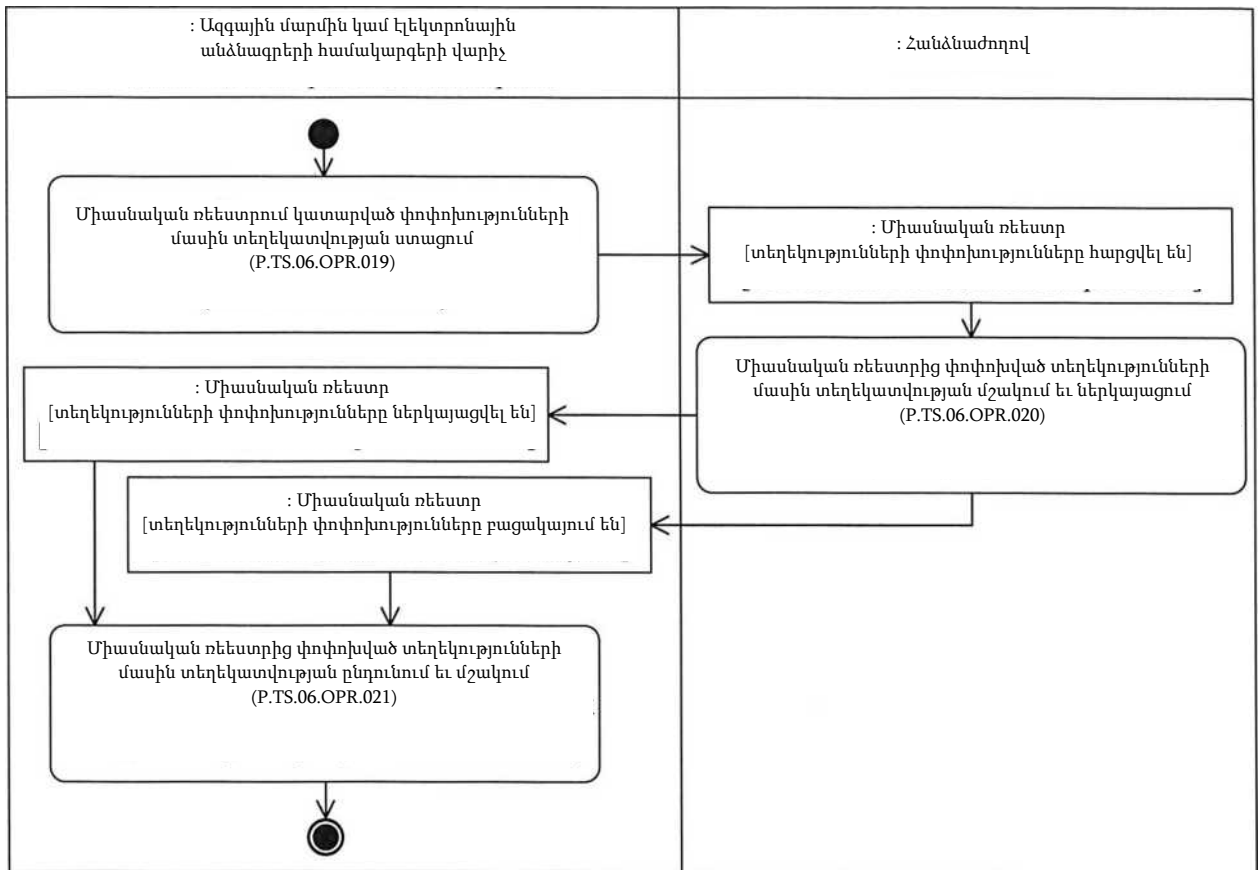 : Ազգային մարմին կամ էլեկտրոնային
անձնագրերի համակարգերի վարիչ
: Հանձնաժողով
Միասնական ռեեստրում կատարված փոփոխությունների
մասին տեղեկատվության ստացում
(P.TS.06.OPR.019)
: Միասնական ռեեստր
[տեղեկությունների փոփոխությունները հարցվել են]
Միասնական ռեեստրից փոփոխված տեղեկությունների
մասին տեղեկատվության մշակում եւ ներկայացում
(P.TS.06.OPR.020)
: Միասնական ռեեստր
[տեղեկությունների փոփոխությունները ներկայացվել են]
: Միասնական ռեեստր
[տեղեկությունների փոփոխությունները բացակայում են]
Միասնական ռեեստրից փոփոխված տեղեկությունների
մասին տեղեկատվության ընդունում եւ մշակում
(P.TS.06.OPR.021)